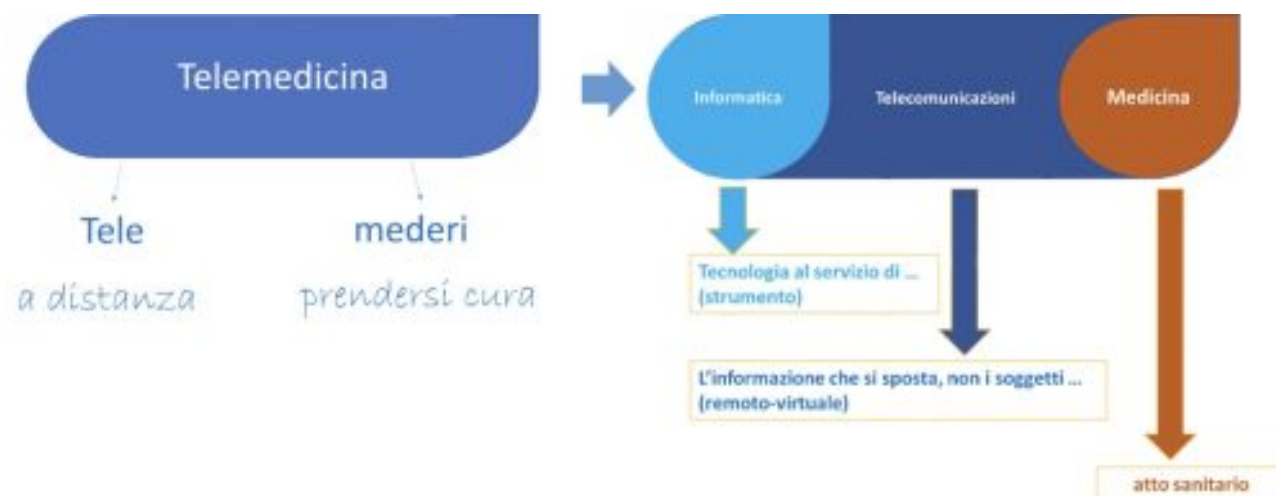 Telemedicina
Tele
mederi
a distanza
prendersi cura
Informatica
Telecomunicazioni
Medicina
Tecnologia al servizio di ...
(strumento)
L'informazione che si sposta, non i soggetti ...
(remoto-virtuale)
atto sanitario